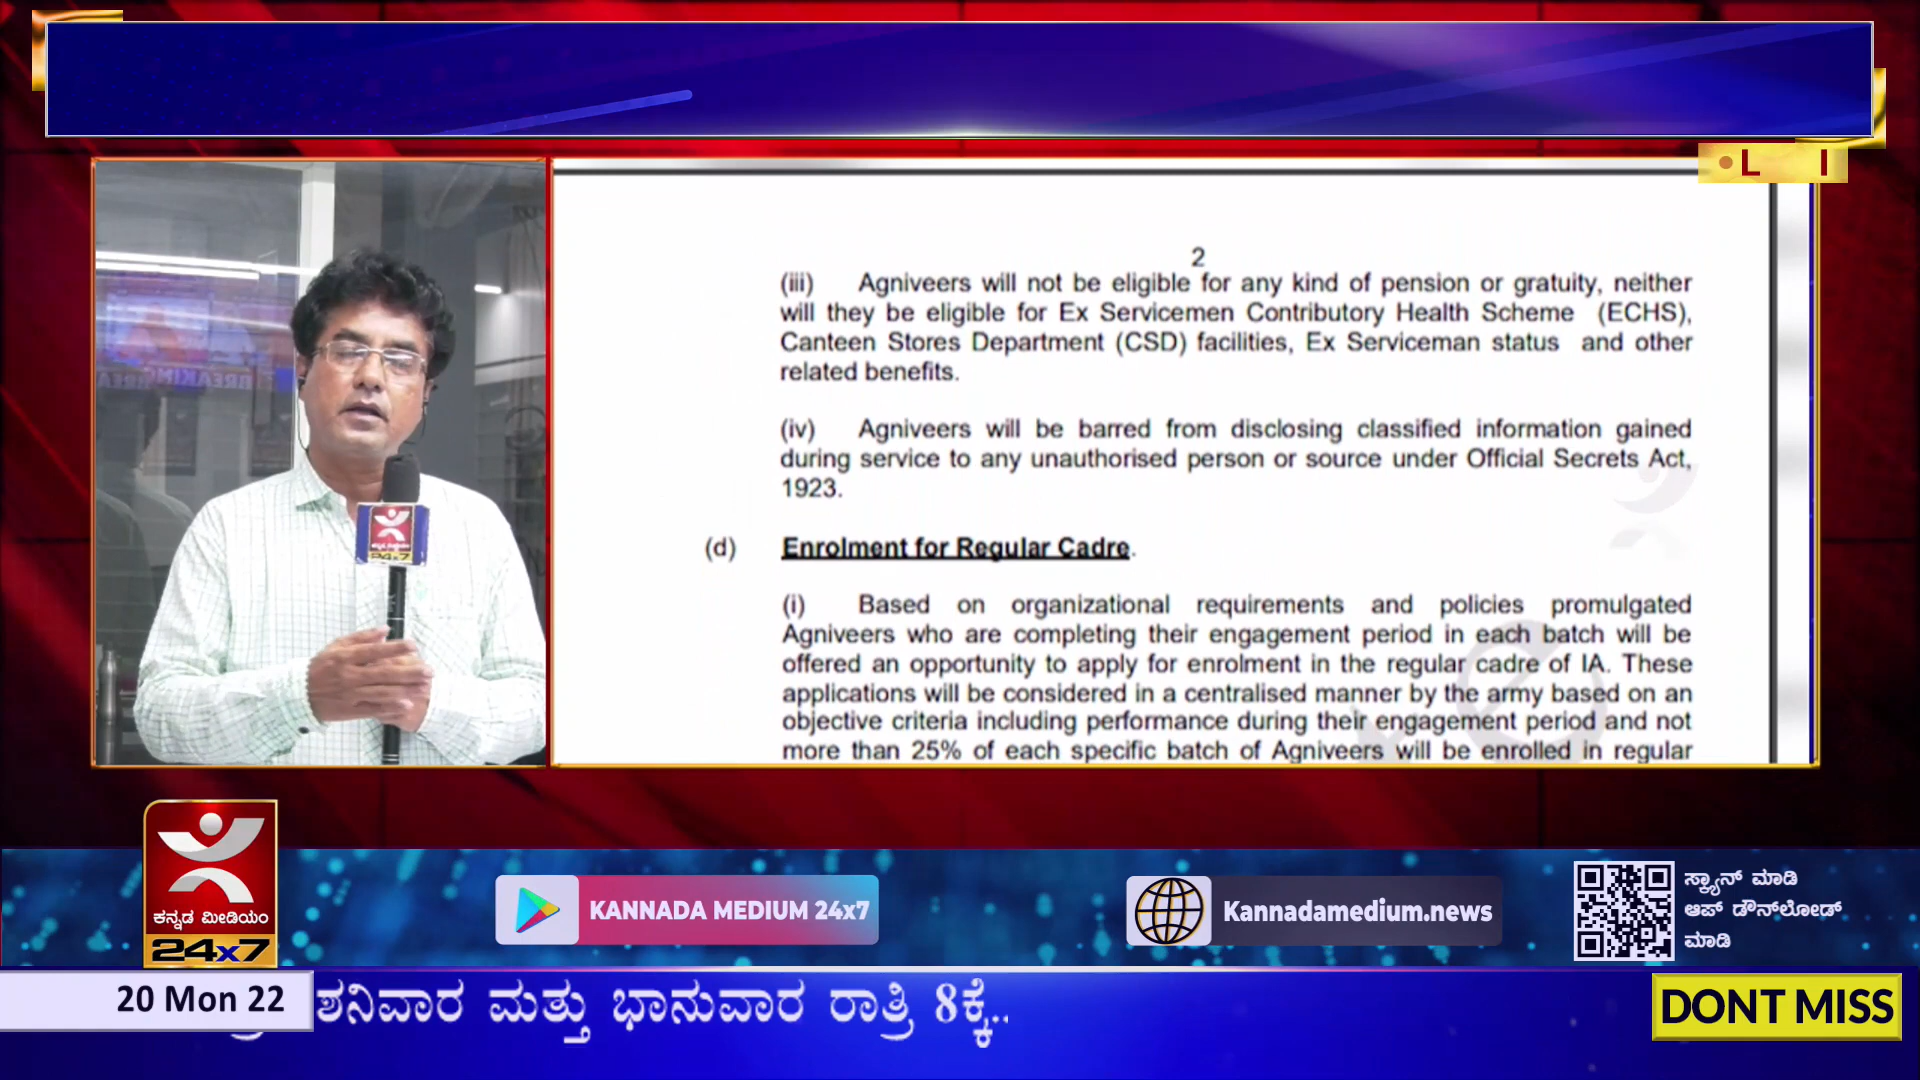 L I
2
(iii) Agniveers will not be eligible for any kind of pension or gratuity, neither
will they be eligible for Ex Servicemen Contributory Health Scheme (ECHS),
Canteen Stores Department (CSD) facilities, Ex Serviceman status and other
related benefits.
(iv) Agniveers will be barred from disclosing classified information gained
during service to any unauthorised person or source under Official Secrets Act,
1923.
(d) Enrolment for Regular Cadre.
(i) Based on organizational requirements and policies promulgated
Agniveers who are completing their engagement period in each batch will be
offered an opportunity to apply for enrolment in the regular cadre of IA. These
applications will be considered in a centralised manner by the army based on an
objective criteria including performance during their engagement period and not
more than 25% of each specific batch of Agniveers will be enrolled in regular
24x7
ಕನ್ನಡ ಮೀಡಿಯಂ
24x7
KANNADA MEDIUM 24x7
Kannadamedium.news
ಸ್ಕ್ಯಾನ್ ಮಾಡಿ
ಆಪ್ ಡೌನ್‌ಲೋಡ್
ಮಾಡಿ
20 Mon 22
ಶನಿವಾರ ಮತ್ತು ಭಾನುವಾರ ರಾತ್ರಿ 8ಕ್ಕೆ..
DONT MISS